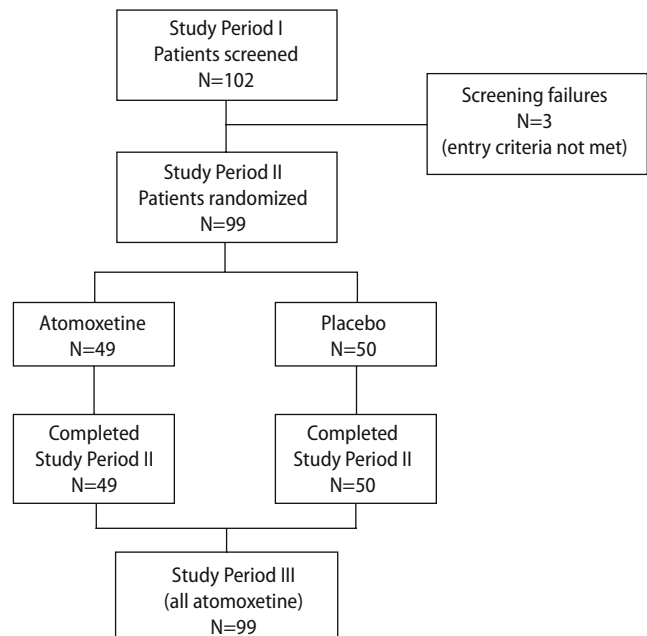 Study Period I
Patients screened
N=102
Screening failures
N=3
(entry criteria not met)
Study Period II
Patients randomized
N=99
Atomoxetine
N=49
Placebo
N=50
Completed
Study Period II
N=49
Completed
Study Period II
N=50
Study Period III
(all atomoxetine)
N=99